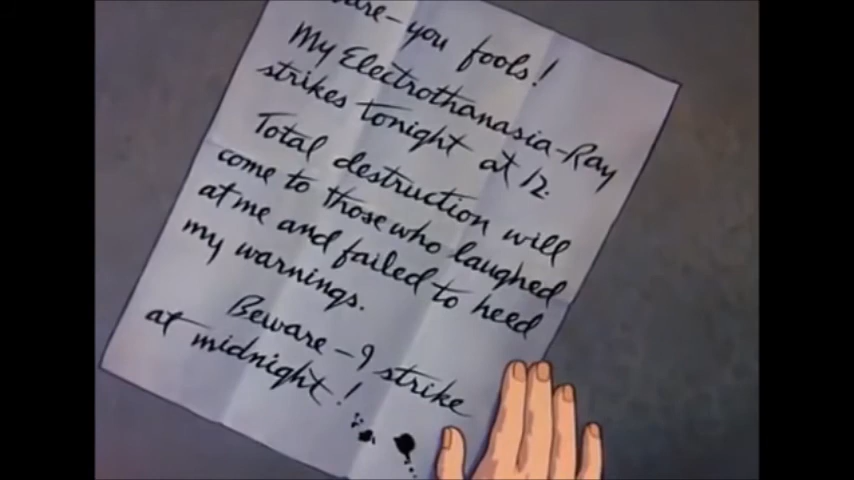 you fools!
My Electrothanasia-Ray
strikes tonight at 12.
Total destruction will
come to those who laughed
at me and failed to heed
my warnings.
Beware-I strike
at midnight!